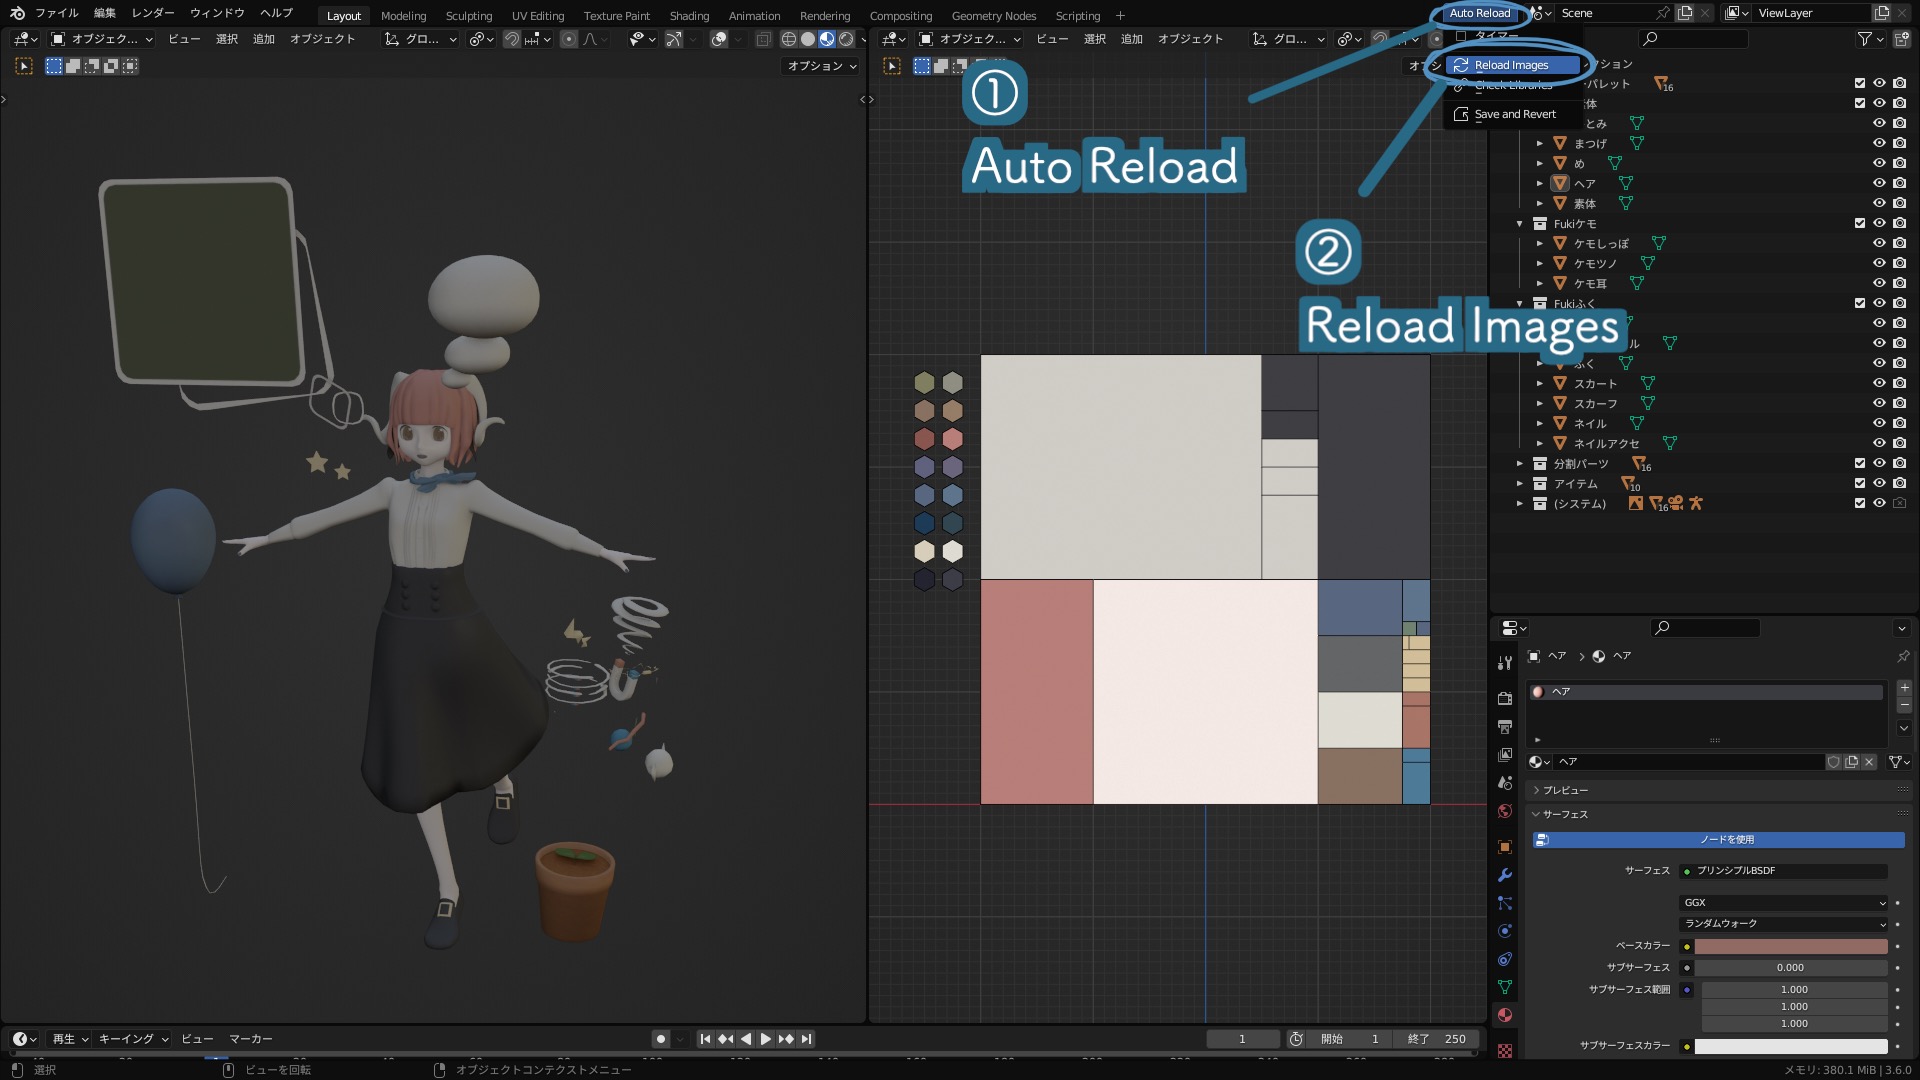 ファイル 編集 レンダー ウィンドウ ヘルプ Layout Modeling Sculpting UV Editing Texture Paint Shading Animation Rendering Compositing Geometry Nodes Scripting + Auto Reload Scene ViewLayer
オブジェク... ビュー 選択 追加 オブジェクト グロ...
オブジェク... ビュー 選択 追加 オブジェクト グロ...
オプション
オプシ
タイマー
Reload Images
Check Libraries
Save and Revert
①
Auto Reload
②
Reload Images
クション
パレット 16
体
とみ
まつげ
め
ヘア
素体
Fukiケモ
ケモしっぽ
ケモツノ
ケモ耳
Fukiふく
ル
ふく
スカート
スカーフ
ネイル
ネイルアクセ
分割パーツ 16
アイテム 10
(システム) 16
ヘア > ヘア
ヘア
ヘア
プレビュー
サーフェス
ノードを使用
サーフェス プリンシプルBSDF
GGX
ランダムウォーク
ベースカラー
サブサーフェス 0.000
サブサーフェス範囲 1.000
1.000
1.000
サブサーフェスカラー
再生 キーイング ビュー マーカー 1 開始 1 終了 250
選択 ビューを回転 オブジェクトコンテクストメニュー メモリ: 380.1 MiB | 3.6.0